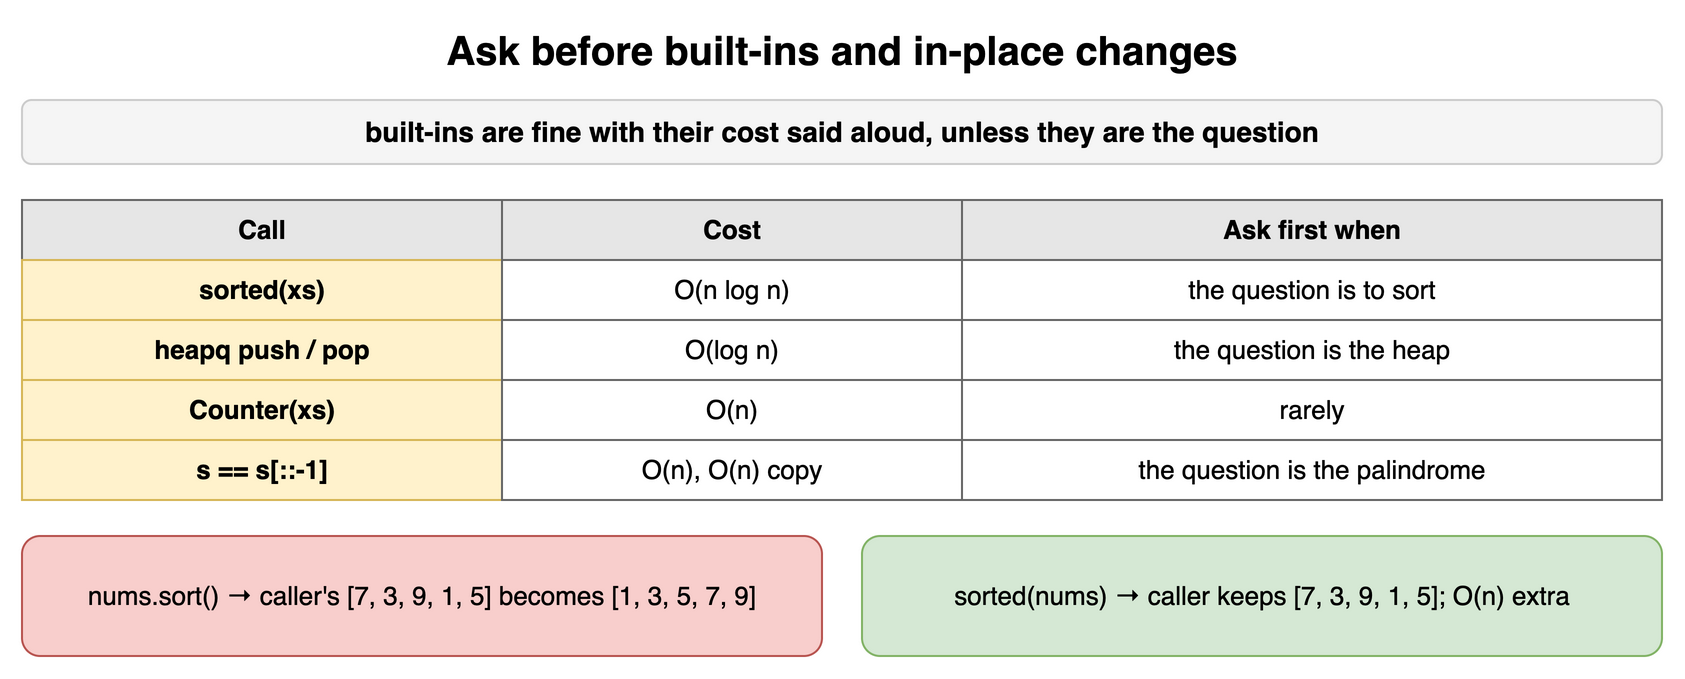 Ask before built-ins and in-place changes
built-ins are fine with their cost said aloud, unless they are the question
Call Cost Ask first when
sorted(xs) O(n log n) the question is to sort
heapq push / pop O(log n) the question is the heap
Counter(xs) O(n) rarely
s == s[::-1] O(n), O(n) copy the question is the palindrome
nums.sort() → caller's [7, 3, 9, 1, 5] becomes [1, 3, 5, 7, 9]
sorted(nums) → caller keeps [7, 3, 9, 1, 5]; O(n) extra